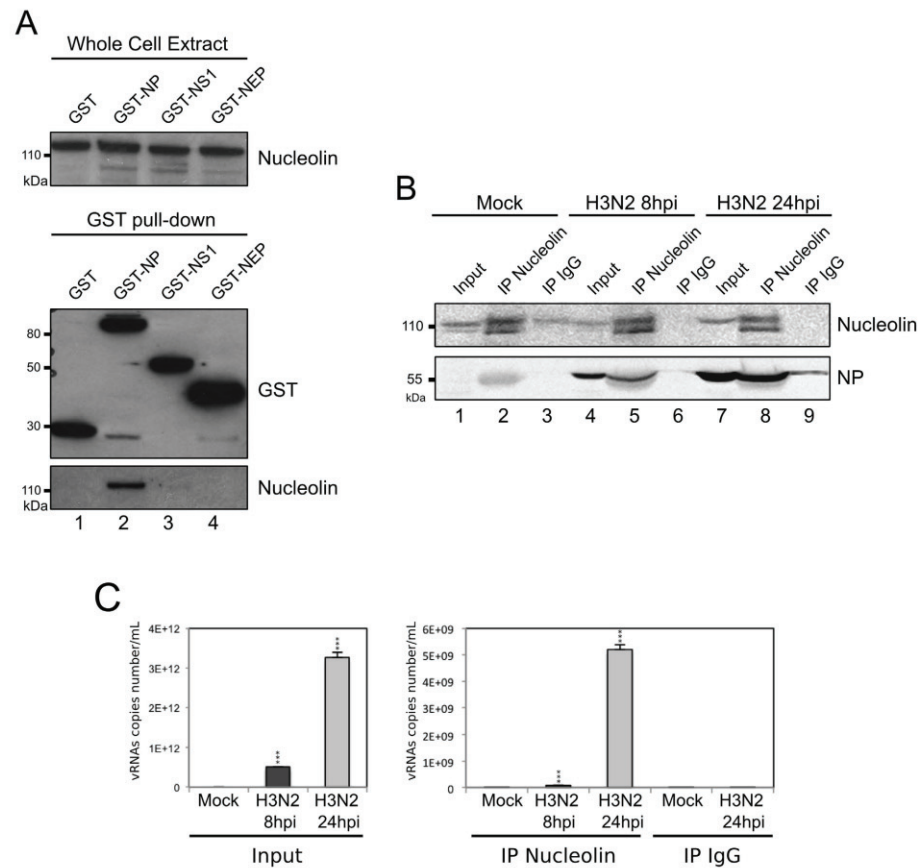 A
Whole Cell Extract
GST GST-NP GST-NS1 GST-NEP
110
kDa
Nucleolin
GST pull-down
GST GST-NP GST-NS1 GST-NEP
80
50
30
GST
110
kDa
Nucleolin
1 2 3 4
B
Mock H3N2 8hpi H3N2 24hpi
Input IP Nucleolin IP IgG Input IP Nucleolin IP IgG Input IP Nucleolin IP IgG
110
Nucleolin
55
kDa
NP
1 2 3 4 5 6 7 8 9
C
vRNAs copies number/mL
4E+12
3E+12
2E+12
1E+12
0
***
***
Mock H3N2 8hpi H3N2 24hpi
Input
vRNAs copies number/mL
6E+09
5E+09
4E+09
3E+09
2E+09
1E+09
0
***
***
Mock H3N2 8hpi H3N2 24hpi Mock H3N2 24hpi
IP Nucleolin IP IgG